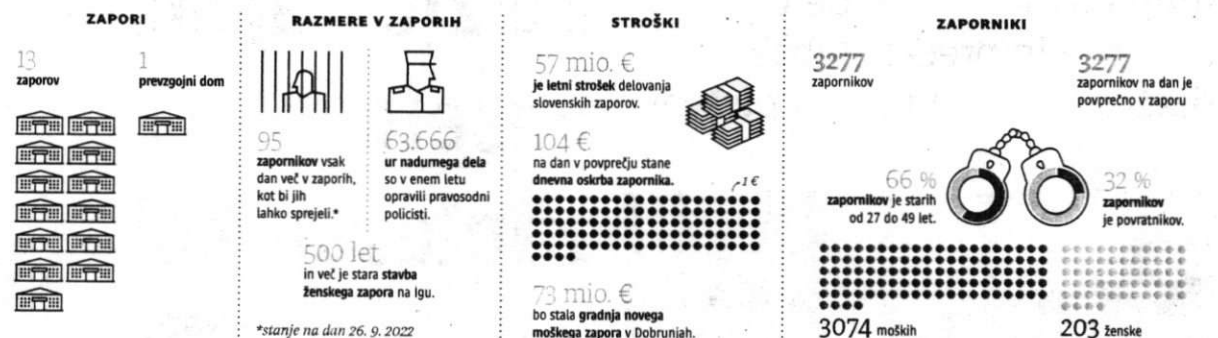 ZAPORI
13
zaporov
1
prevzgojni dom
RAZMERE V ZAPORIH
95
zapornikov vsak
dan več v zaporih,
kot bi jih
lahko sprejeli.*
63.666
ur nadurnega dela
so v enem letu
opravili pravosodni
policisti.
500 let
in več je stara stavba
ženskega zapora na Igu.
*stanje na dan 26. 9. 2022
STROŠKI
57 mio. €
je letni strošek delovanja
slovenskih zaporov.
104 €
na dan v povprečju stane
dnevna oskrba zapornika.
1 €
73 mio. €
bo stala gradnja novega
moškega zapora v Dobrunjah.
ZAPORNIKI
3277
zapornikov
3277
zapornikov na dan je
povprečno v zaporu
66 %
zapornikov je starih
od 27 do 49 let.
32 %
zapornikov
je povratnikov.
3074 moških
203 ženske